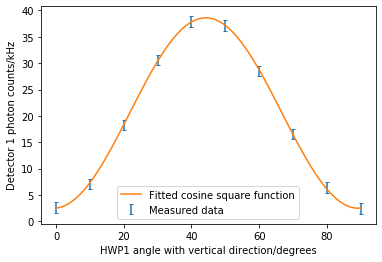 40
35
30
25
20
15
10
5
0
Detector 1 photon counts/kHz
Fitted cosine square function
Measured data
0 20 40 60 80
HWP1 angle with vertical direction/degrees